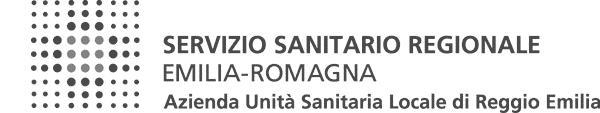 SERVIZIO SANITARIO REGIONALE
EMILIA-ROMAGNA
Azienda Unità Sanitaria Locale di Reggio Emilia